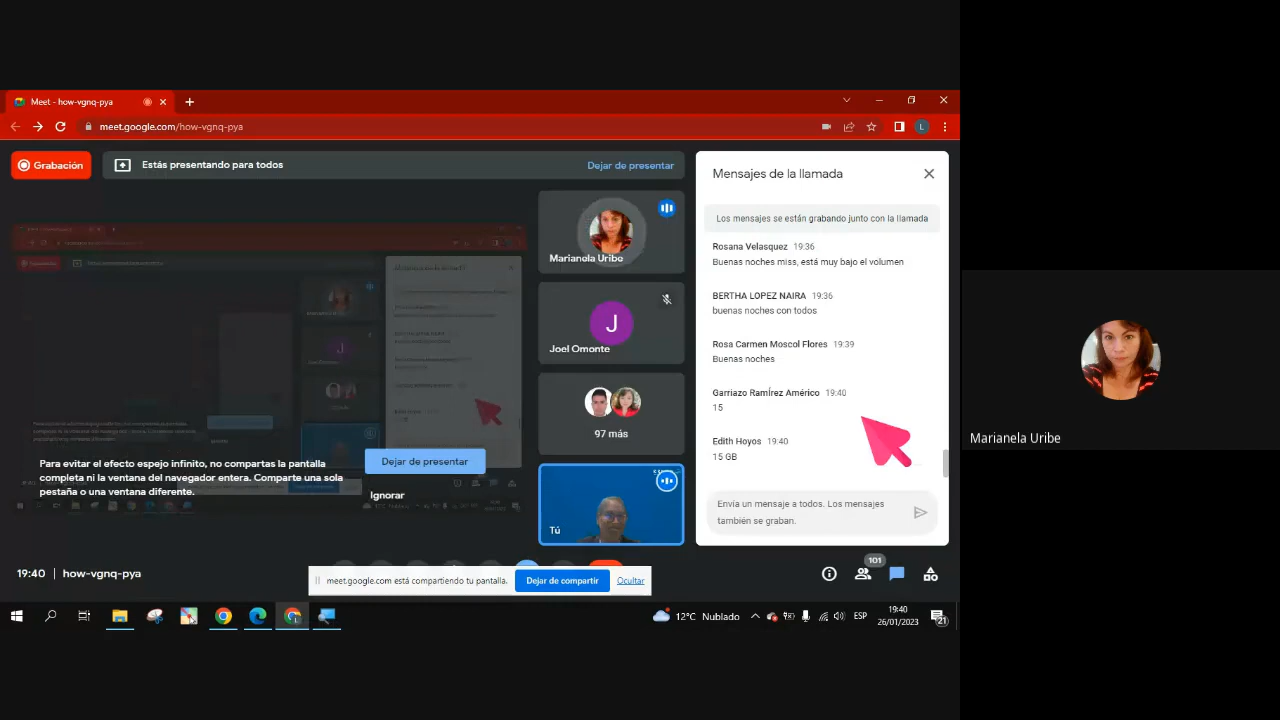 Meet - how-vgnq-pya
meet.google.com/how-vgnq-pya
L
Grabación
Estás presentando para todos
Dejar de presentar
Para evitar el efecto espejo infinito, no compartas la pantalla
completa ni la ventana del navegador entera. Comparte una sola
pestaña o una ventana diferente.
Dejar de presentar
Ignorar
Marianela Uribe
J
Joel Omonte
97 más
Tú
Mensajes de la llamada
Los mensajes se están grabando junto con la llamada
Rosana Velasquez 19:36
Buenas noches miss, está muy bajo el volumen
BERTHA LOPEZ NAIRA 19:36
buenas noches con todos
Rosa Carmen Moscol Flores 19:39
Buenas noches
Garriazo RamÍrez Américo 19:40
15
Edith Hoyos 19:40
15 GB
Envía un mensaje a todos. Los mensajes
también se graban.
19:40 | how-vgnq-pya
101
meet.google.com está compartiendo tu pantalla.
Dejar de compartir
Ocultar
12°C Nublado
ESP
19:40
26/01/2023
21
Marianela Uribe